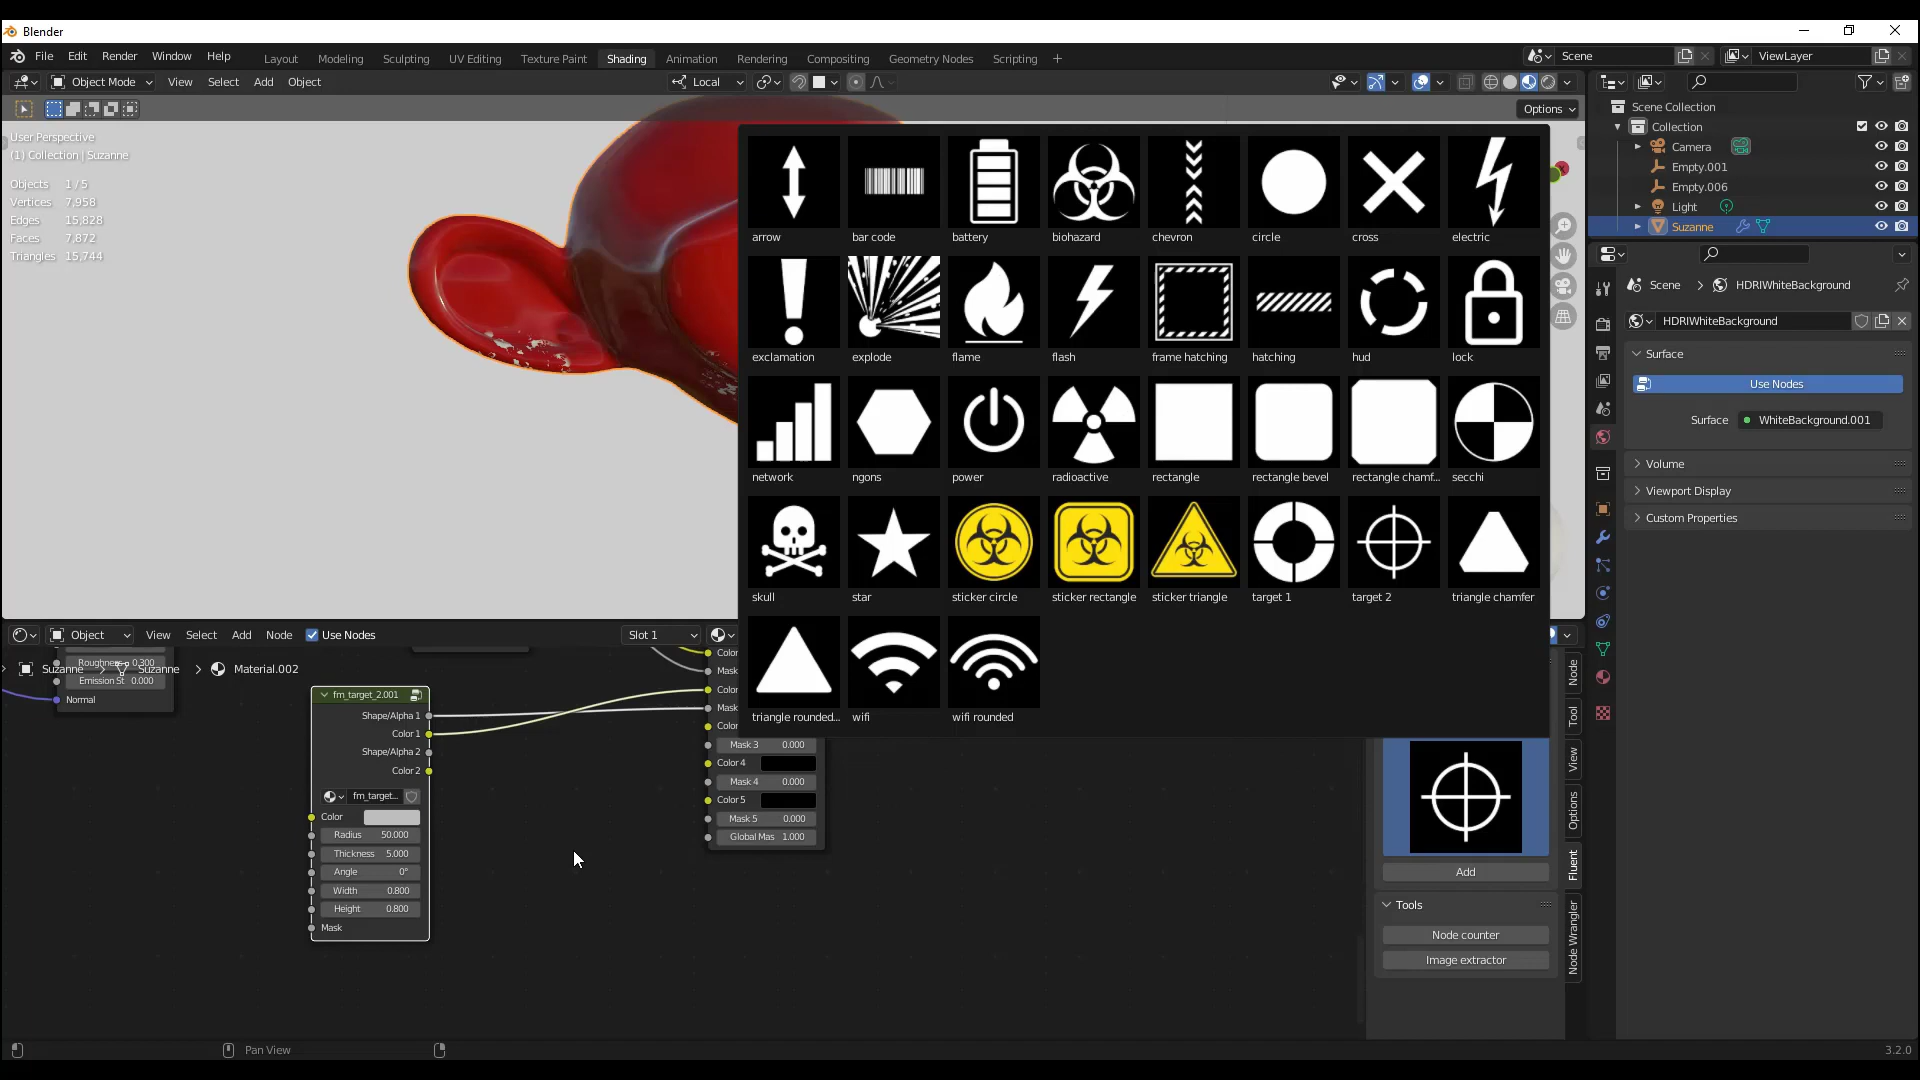 Blender
File Edit Render Window Help Layout Modeling Sculpting UV Editing Texture Paint Shading Animation Rendering Compositing Geometry Nodes Scripting + Scene ViewLayer
Object Mode View Select Add Object Local
Options
User Perspective
(1) Collection | Suzanne
Objects 1 / 5
Vertices 7,958
Edges 15,828
Faces 7,872
Triangles 15,744
arrow bar code battery biohazard chevron circle cross electric
exclamation explode flame flash frame hatching hatching hud lock
network ngons power radioactive rectangle rectangle bevel rectangle chamf... secchi
skull star sticker circle sticker rectangle sticker triangle target 1 target 2 triangle chamfer
triangle rounded... wifi wifi rounded
Scene Collection
Collection
Camera
Empty.001
Empty.006
Light
Suzanne
Scene > HDRIWhiteBackground
HDRIWhiteBackground
Surface
Use Nodes
Surface WhiteBackground.001
Volume
Viewport Display
Custom Properties
Object View Select Add Node Use Nodes Slot 1
Roughness 0.300
Suzanne > Suzanne > Material.002
Emission St 0.000
Normal
fm_target_2.001
Shape/Alpha 1
Color 1
Shape/Alpha 2
Color 2
fm_target...
Color
Radius 50.000
Thickness 5.000
Angle 0°
Width 0.800
Height 0.800
Mask
Color
Mask
Color
Mask
Color
Mask 3 0.000
Color 4
Mask 4 0.000
Color 5
Mask 5 0.000
Global Mas 1.000
Add
Tools
Node counter
Image extractor
Node
Tool
View
Options
Fluent
Node Wrangler
Pan View
3.2.0